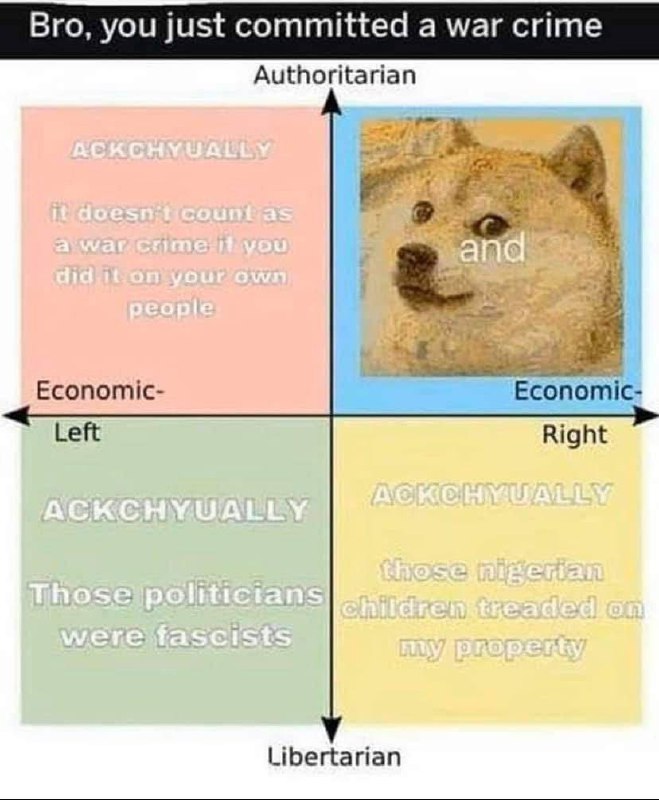 Bro, you just committed a war crime
Authoritarian
ACKCHYUALLY
it doesn't count as
a war crime if you
did it on your own
people
and
Economic-
Left
Economic-
Right
ACKCHYUALLY
Those politicians
were fascists
ACKCHYUALLY
those nigerian
children treaded on
my property
Libertarian